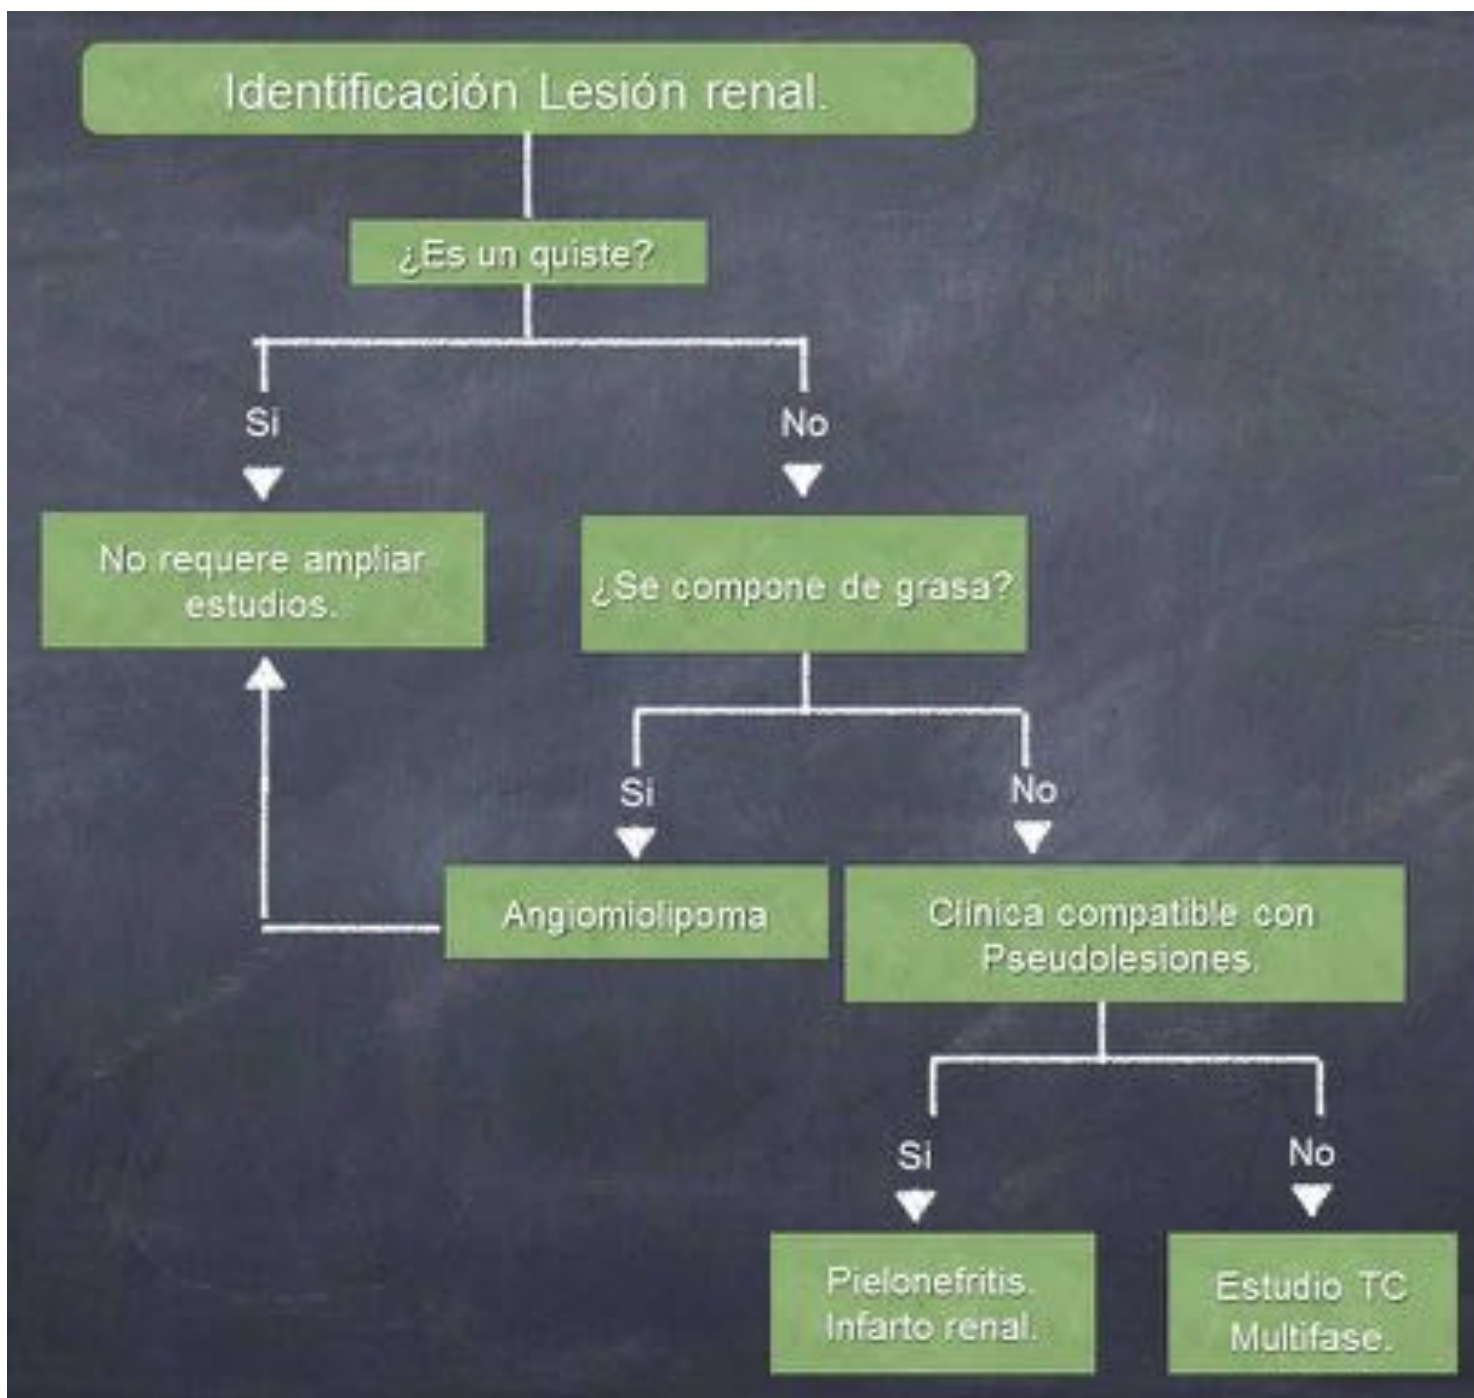 Identificación Lesión renal.
¿Es un quiste?
Si
No
No requere ampliar
estudios.
¿Se compone de grasa?
Si
No
Angiomiolipoma
Clínica compatible con
Pseudolesiones.
Si
No
Pielonefritis.
Infarto renal.
Estudio TC
Multifase.